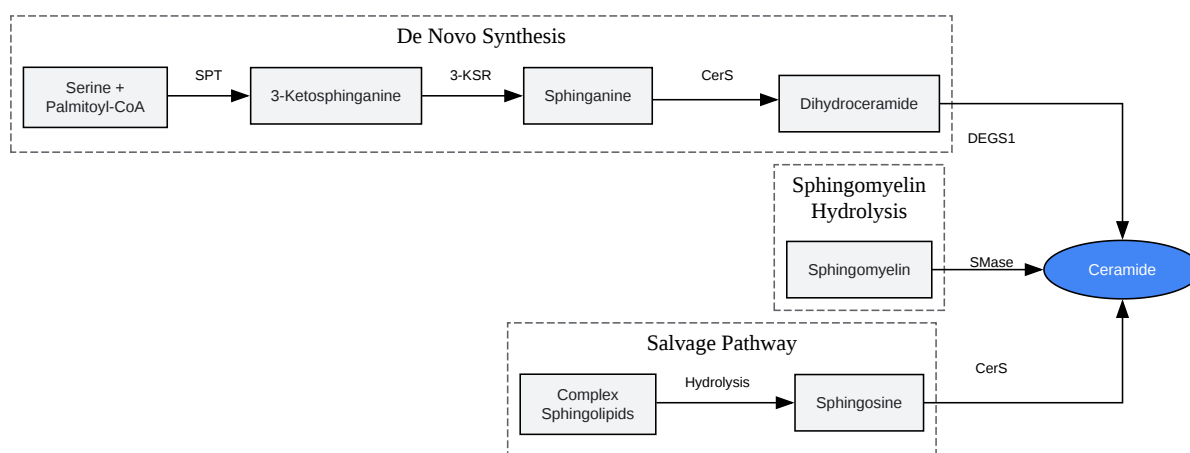 De Novo Synthesis
Serine +
Palmitoyl-CoA
SPT
3-Ketosphinganine
3-KSR
Sphinganine
CerS
Dihydroceramide
DEGS1
Sphingomyelin
Hydrolysis
Sphingomyelin
SMase
Ceramide
Salvage Pathway
Complex
Sphingolipids
Hydrolysis
Sphingosine
CerS